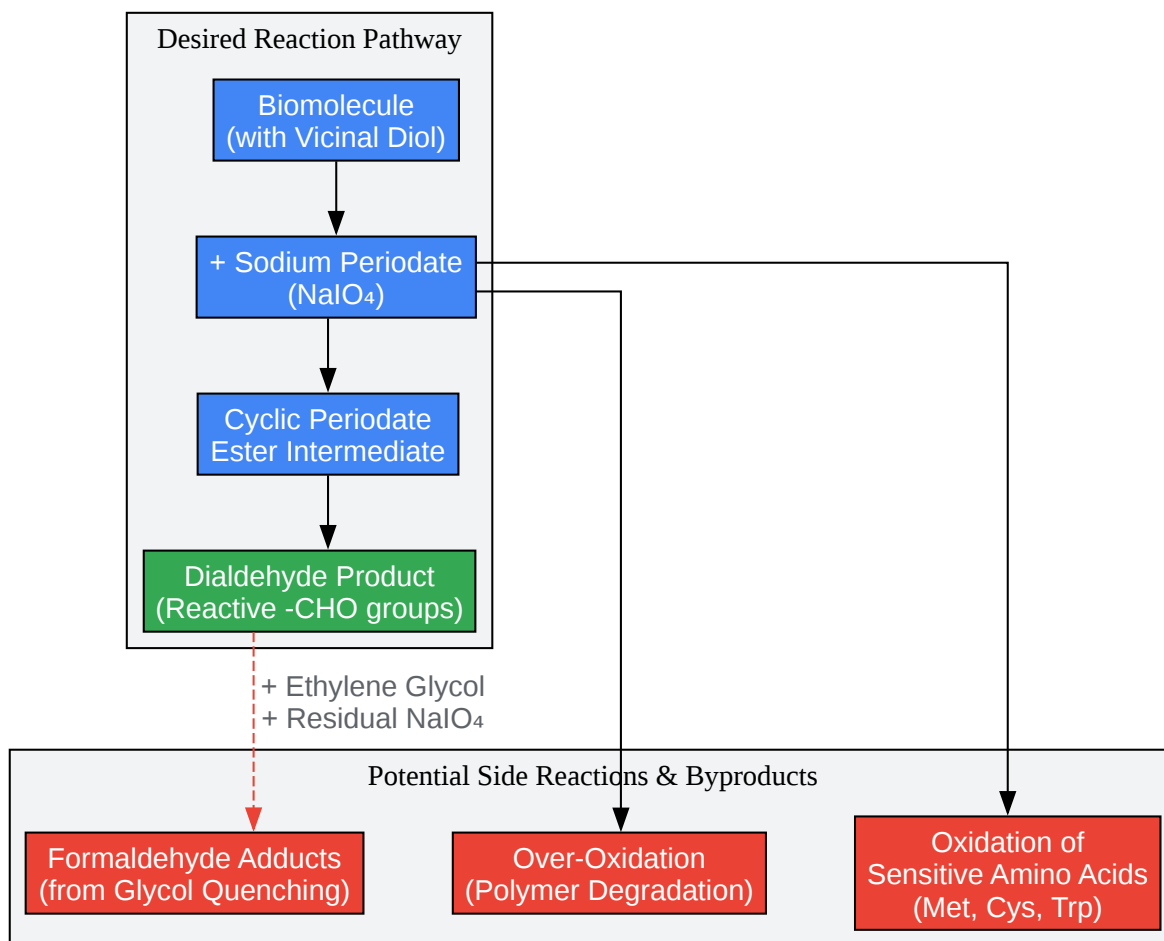 Desired Reaction Pathway
Biomolecule
(with Vicinal Diol)
+ Sodium Periodate
(NaIO₄)
Cyclic Periodate
Ester Intermediate
Dialdehyde Product
(Reactive -CHO groups)
+ Ethylene Glycol
+ Residual NaIO₄
Potential Side Reactions & Byproducts
Formaldehyde Adducts
(from Glycol Quenching)
Over-Oxidation
(Polymer Degradation)
Oxidation of
Sensitive Amino Acids
(Met, Cys, Trp)